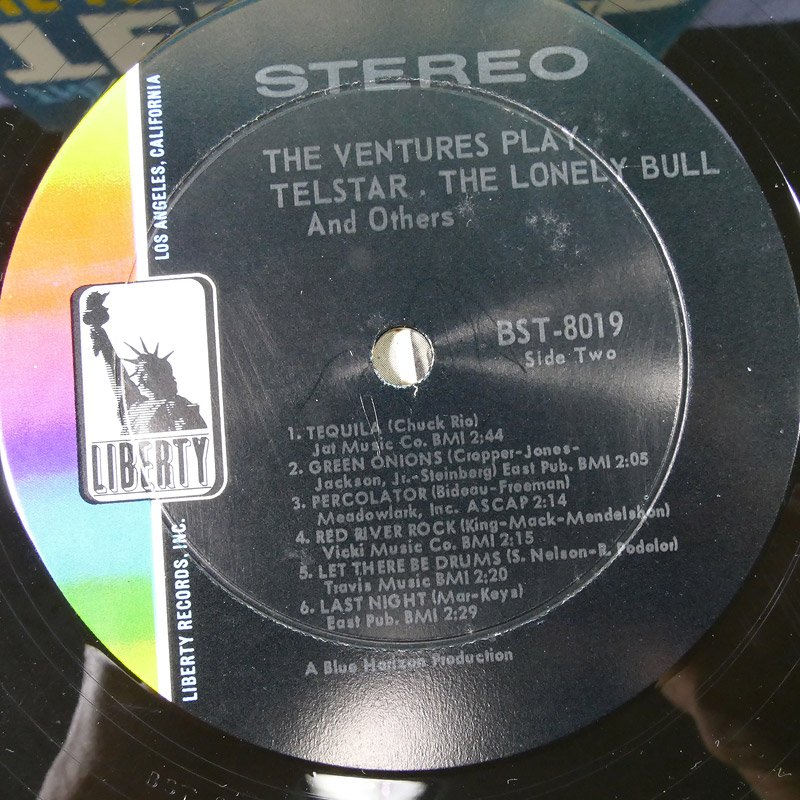 STEREO
THE VENTURES PLAY
TELSTAR . THE LONELY BULL
And Others
BST-8019
Side Two
1. TEQUILA (Chuck Rio)
Jat Music Co. BMI 2:44
2. GREEN ONIONS (Cropper-Jones-
Jackson, Jr.-Steinberg) East Pub. BMI 2:05
3. PERCOLATOR (Bideau-Freeman)
Meadowlark, Inc. ASCAP 2:14
4. RED RIVER ROCK (King-Mack-Mendelshon)
Vicki Music Co. BMI 2:15
5. LET THERE BE DRUMS (S. Nelson-R. Podolor)
Travis Music BMI 2:20
6. LAST NIGHT (Mar-Keys)
East Pub. BMI 2:29
A Blue Horizon Production
LIBERTY
LIBERTY RECORDS, INC.
LOS ANGELES, CALIFORNIA